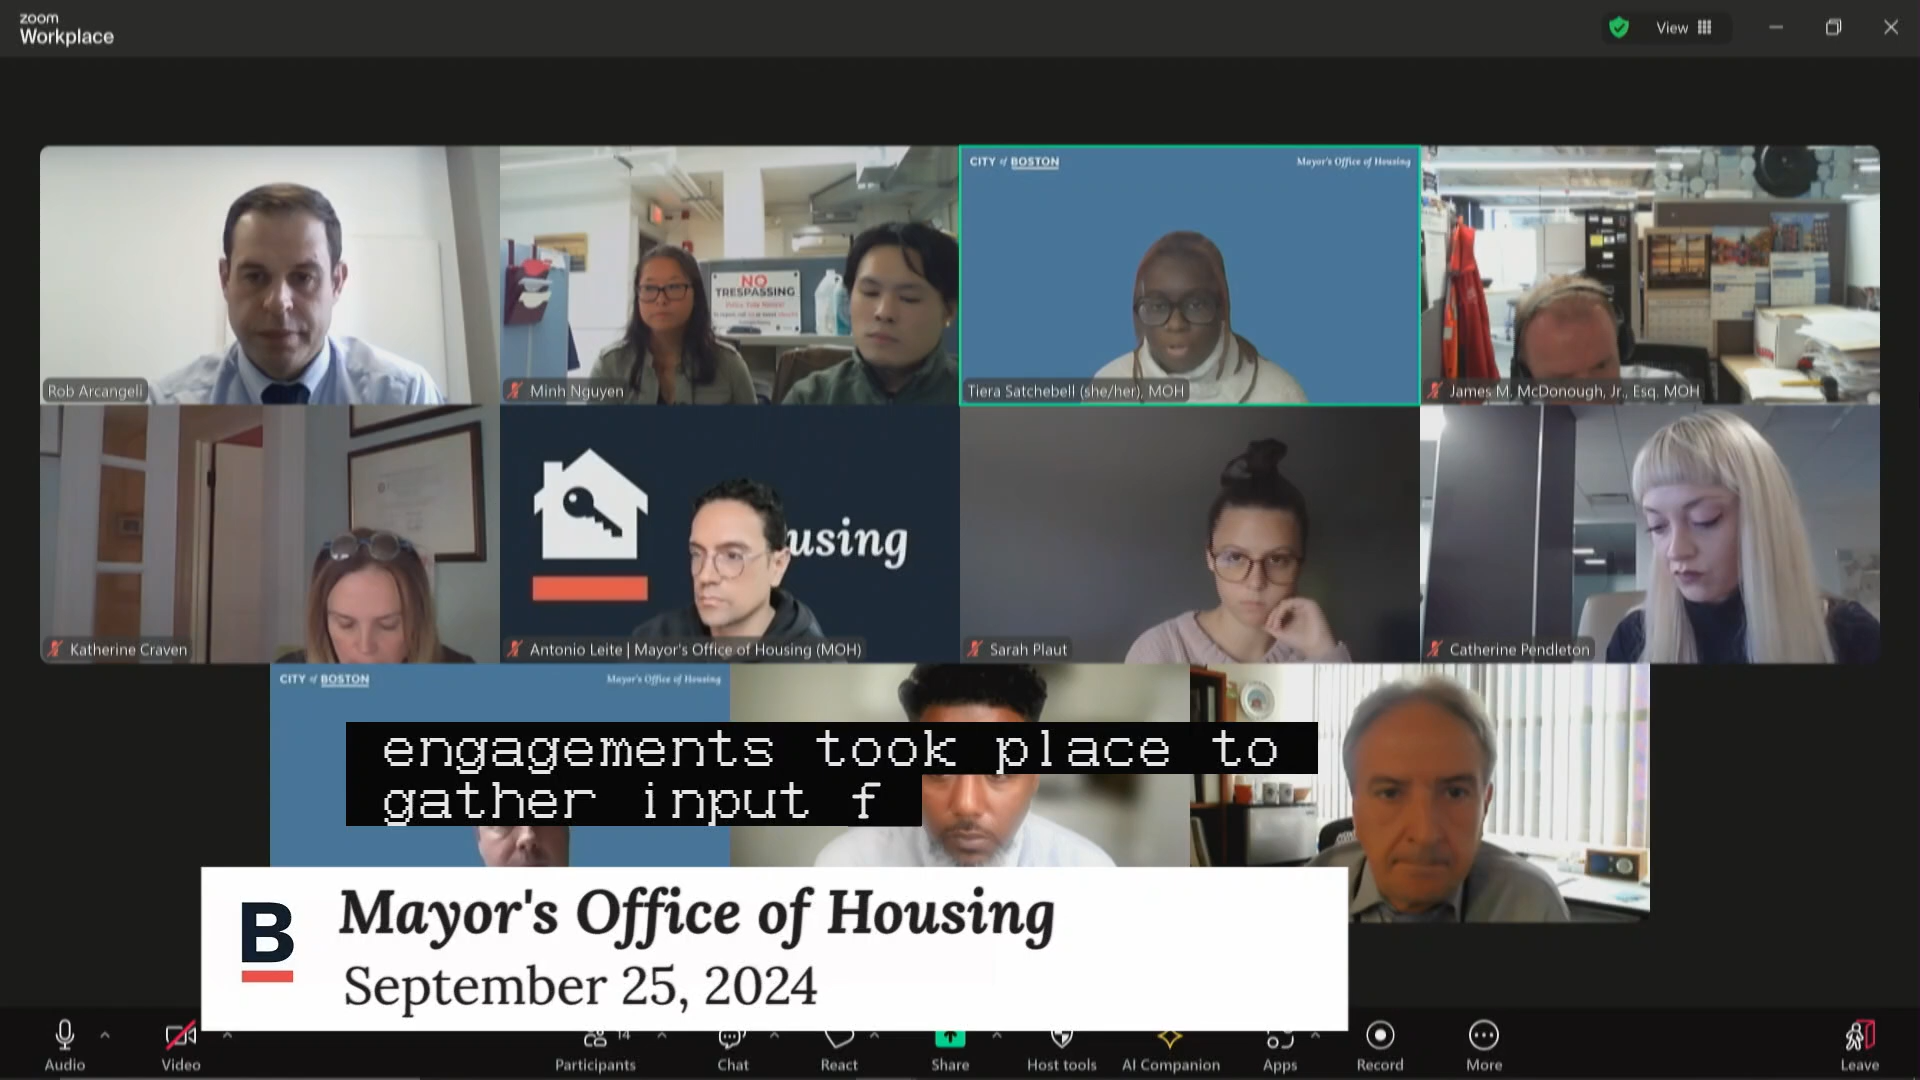 zoom
Workplace
View
CITY of BOSTON
Mayor's Office of Housing
NO
TRESPASSING
Rob Arcangeli
Minh Nguyen
Tiera Satchebell (she/her), MOH
James M. McDonough, Jr., Esq. MOH
using
Katherine Craven
Antonio Leite | Mayor's Office of Housing (MOH)
Sarah Plaut
Catherine Pendleton
CITY of BOSTON
Mayor's Office of Housing
engagements took place to
gather input f
B
Mayor's Office of Housing
September 25, 2024
14
Audio
Video
Participants
Chat
React
Share
Host tools
AI Companion
Apps
Record
More
Leave